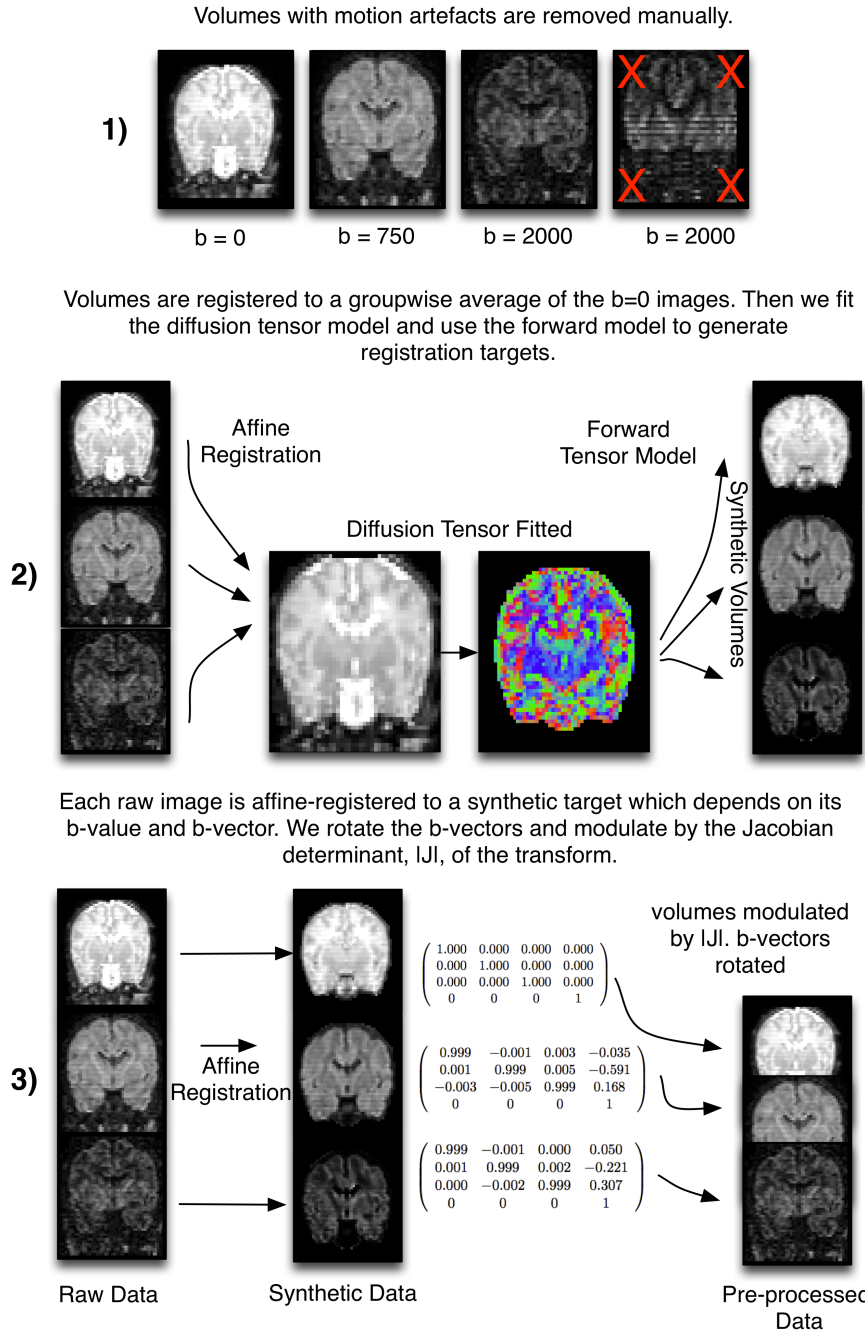 Volumes with motion artefacts are removed manually.
1)
X X
X X
b = 0
b = 750
b = 2000
b = 2000
Volumes are registered to a groupwise average of the b=0 images. Then we fit
the diffusion tensor model and use the forward model to generate
registration targets.
2)
Affine
Registration
Diffusion Tensor Fitted
Forward
Tensor Model
Synthetic Volumes
Each raw image is affine-registered to a synthetic target which depends on its
b-value and b-vector. We rotate the b-vectors and modulate by the Jacobian
determinant, |J|, of the transform.
3)
Affine
Registration
1.000 0.000 0.000 0.000
0.000 1.000 0.000 0.000
0.000 0.000 1.000 0.000
0 0 0 1
0.999 −0.001 0.003 −0.035
0.001 0.999 0.005 −0.591
−0.003 −0.005 0.999 0.168
0 0 0 1
0.999 −0.001 0.000 0.050
0.001 0.999 0.002 −0.221
0.000 −0.002 0.999 0.307
0 0 0 1
volumes modulated
by |J|. b-vectors
rotated
Raw Data
Synthetic Data
Pre-processed
Data